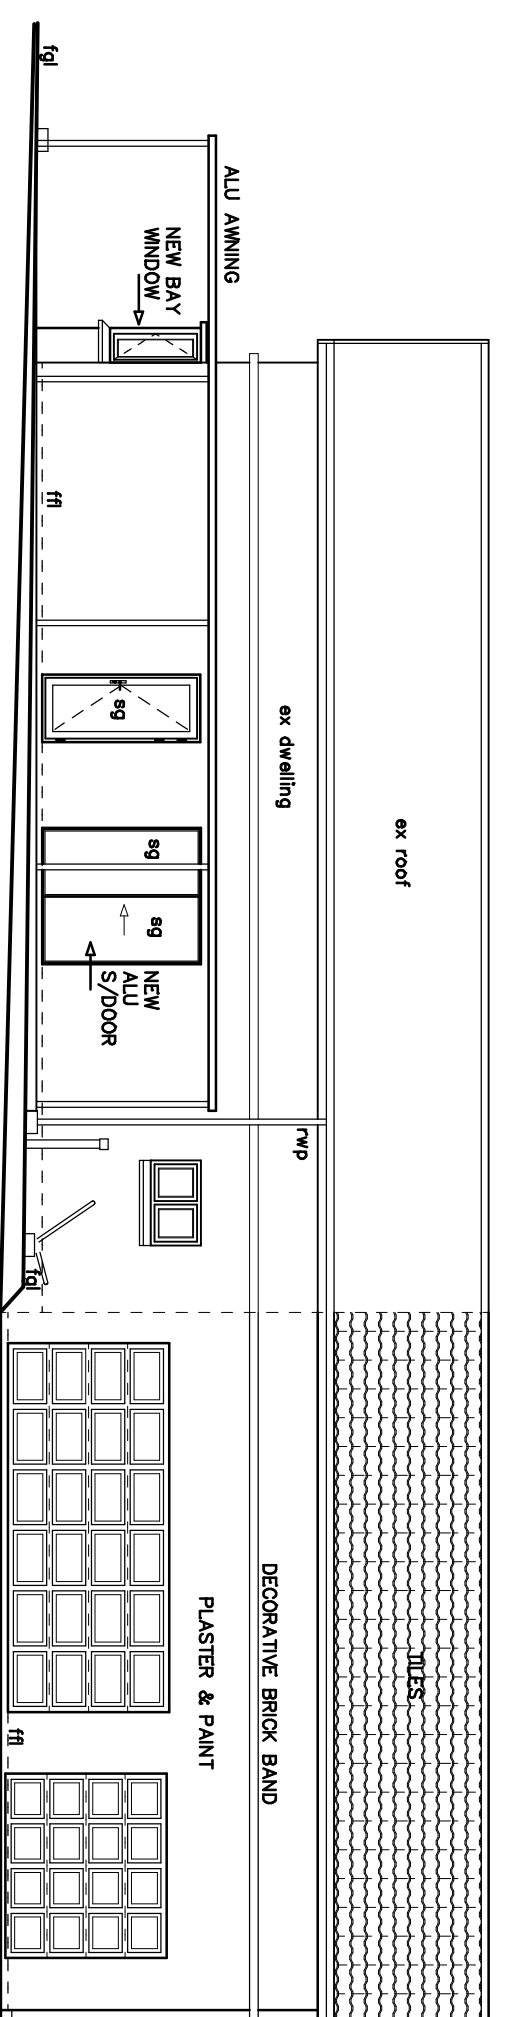 fgl
ALU AWNING
NEW BAY
WINDOW
ffl
sg
ex dwelling
ex roof
sg
sg
NEW
ALU
S/DOOR
rwp
fgl
TILES
DECORATIVE BRICK BAND
PLASTER & PAINT
ffl